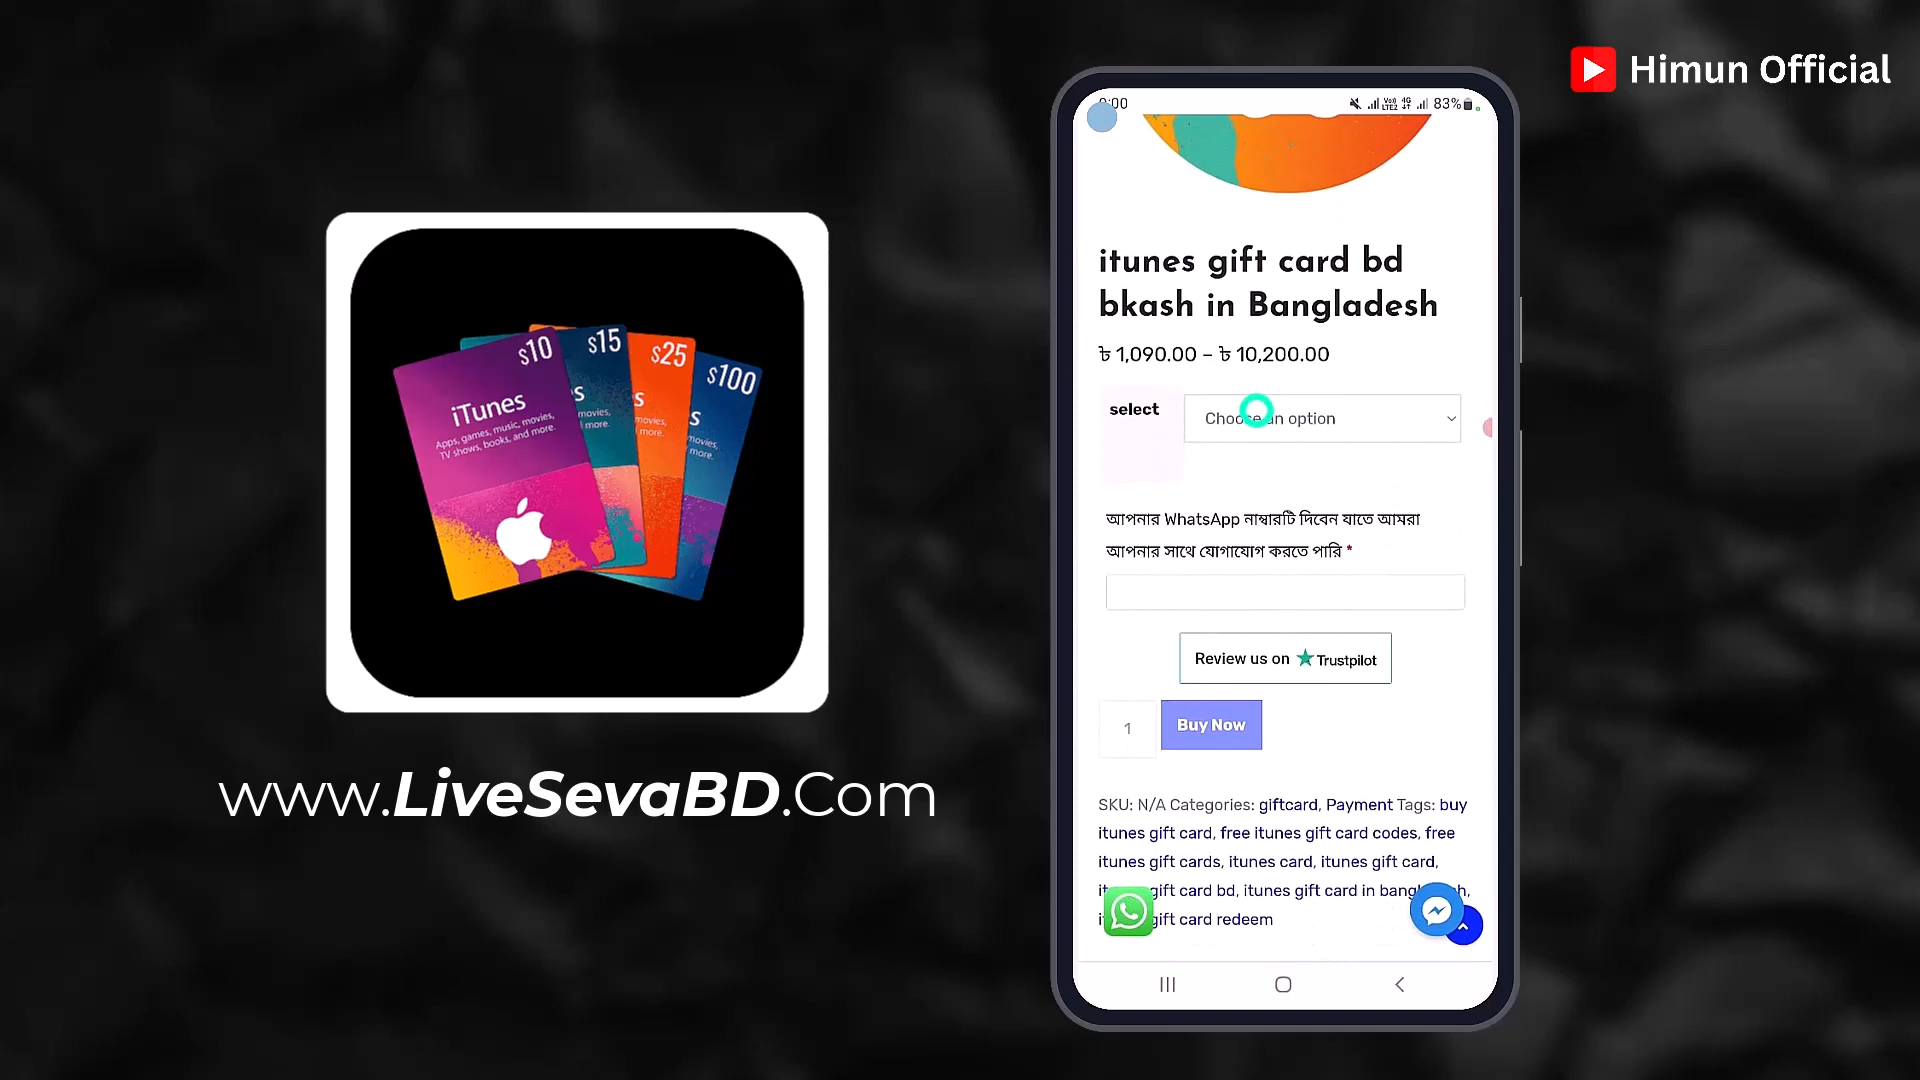 Himun Official
$10
$15
$25
$100
iTunes
Apps, games, music, movies,
TV shows, books, and more.
www.LiveSevaBD.Com
83%
itunes gift card bd
bkash in Bangladesh
৳ 1,090.00 – ৳ 10,200.00
select
Choose an option
আপনার WhatsApp নাম্বারটি দিবেন যাতে আমরা
আপনার সাথে যোগাযোগ করতে পারি *
Review us on Trustpilot
1
Buy Now
SKU: N/A Categories: giftcard, Payment Tags: buy
itunes gift card, free itunes gift card codes, free
itunes gift cards, itunes card, itunes gift card,
gift card bd, itunes gift card in
gift card redeem